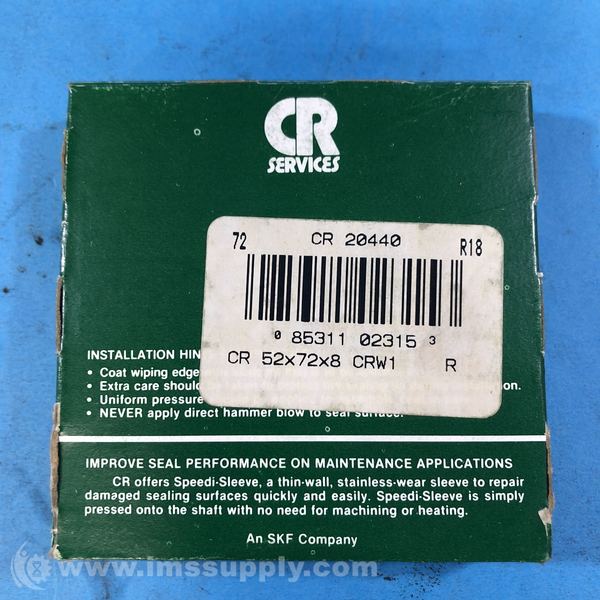 CR
SERVICES
72 CR 20440 R18
0 85311 02315 3
CR 52x72x8 CRW1 R
INSTALLATION HIN
• Coat wiping edge
• Extra care should
• Uniform pressure
• NEVER apply direct hammer blow to seal surface.
IMPROVE SEAL PERFORMANCE ON MAINTENANCE APPLICATIONS
CR offers Speedi-Sleeve, a thin-wall, stainless-wear sleeve to repair
damaged sealing surfaces quickly and easily. Speedi-Sleeve is simply
pressed onto the shaft with no need for machining or heating.
An SKF Company
© www.imssupply.com